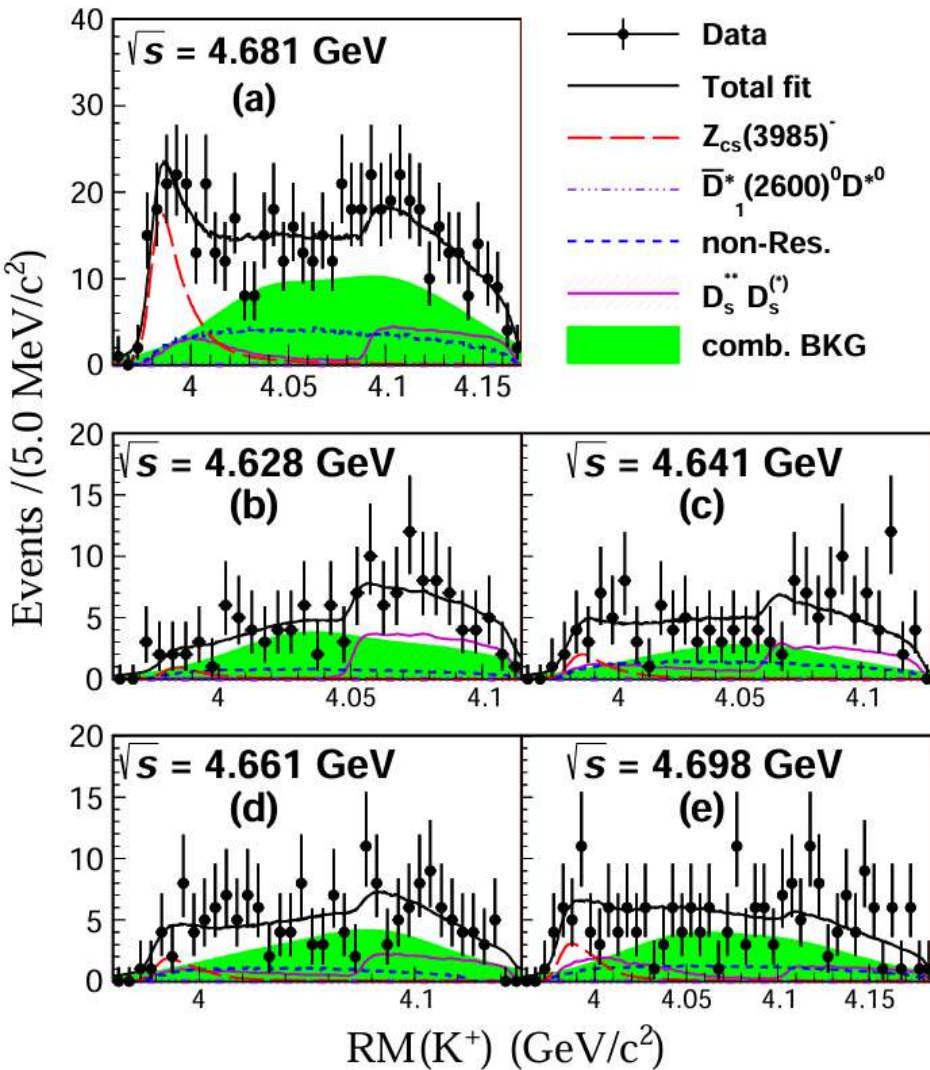 Events /(5.0 MeV/c²)
40
30
20
10
0
√s = 4.681 GeV
(a)
4 4.05 4.1 4.15
Data
Total fit
Z_cs(3985)⁻
D̄*₁(2600)⁰D*⁰
non-Res.
D_s** D_s^(*)
comb. BKG
20
15
10
5
0
√s = 4.628 GeV
(b)
4 4.05 4.1
√s = 4.641 GeV
(c)
4 4.05 4.1
20
15
10
5
0
√s = 4.661 GeV
(d)
4 4.1
√s = 4.698 GeV
(e)
4 4.05 4.1 4.15
RM(K⁺) (GeV/c²)